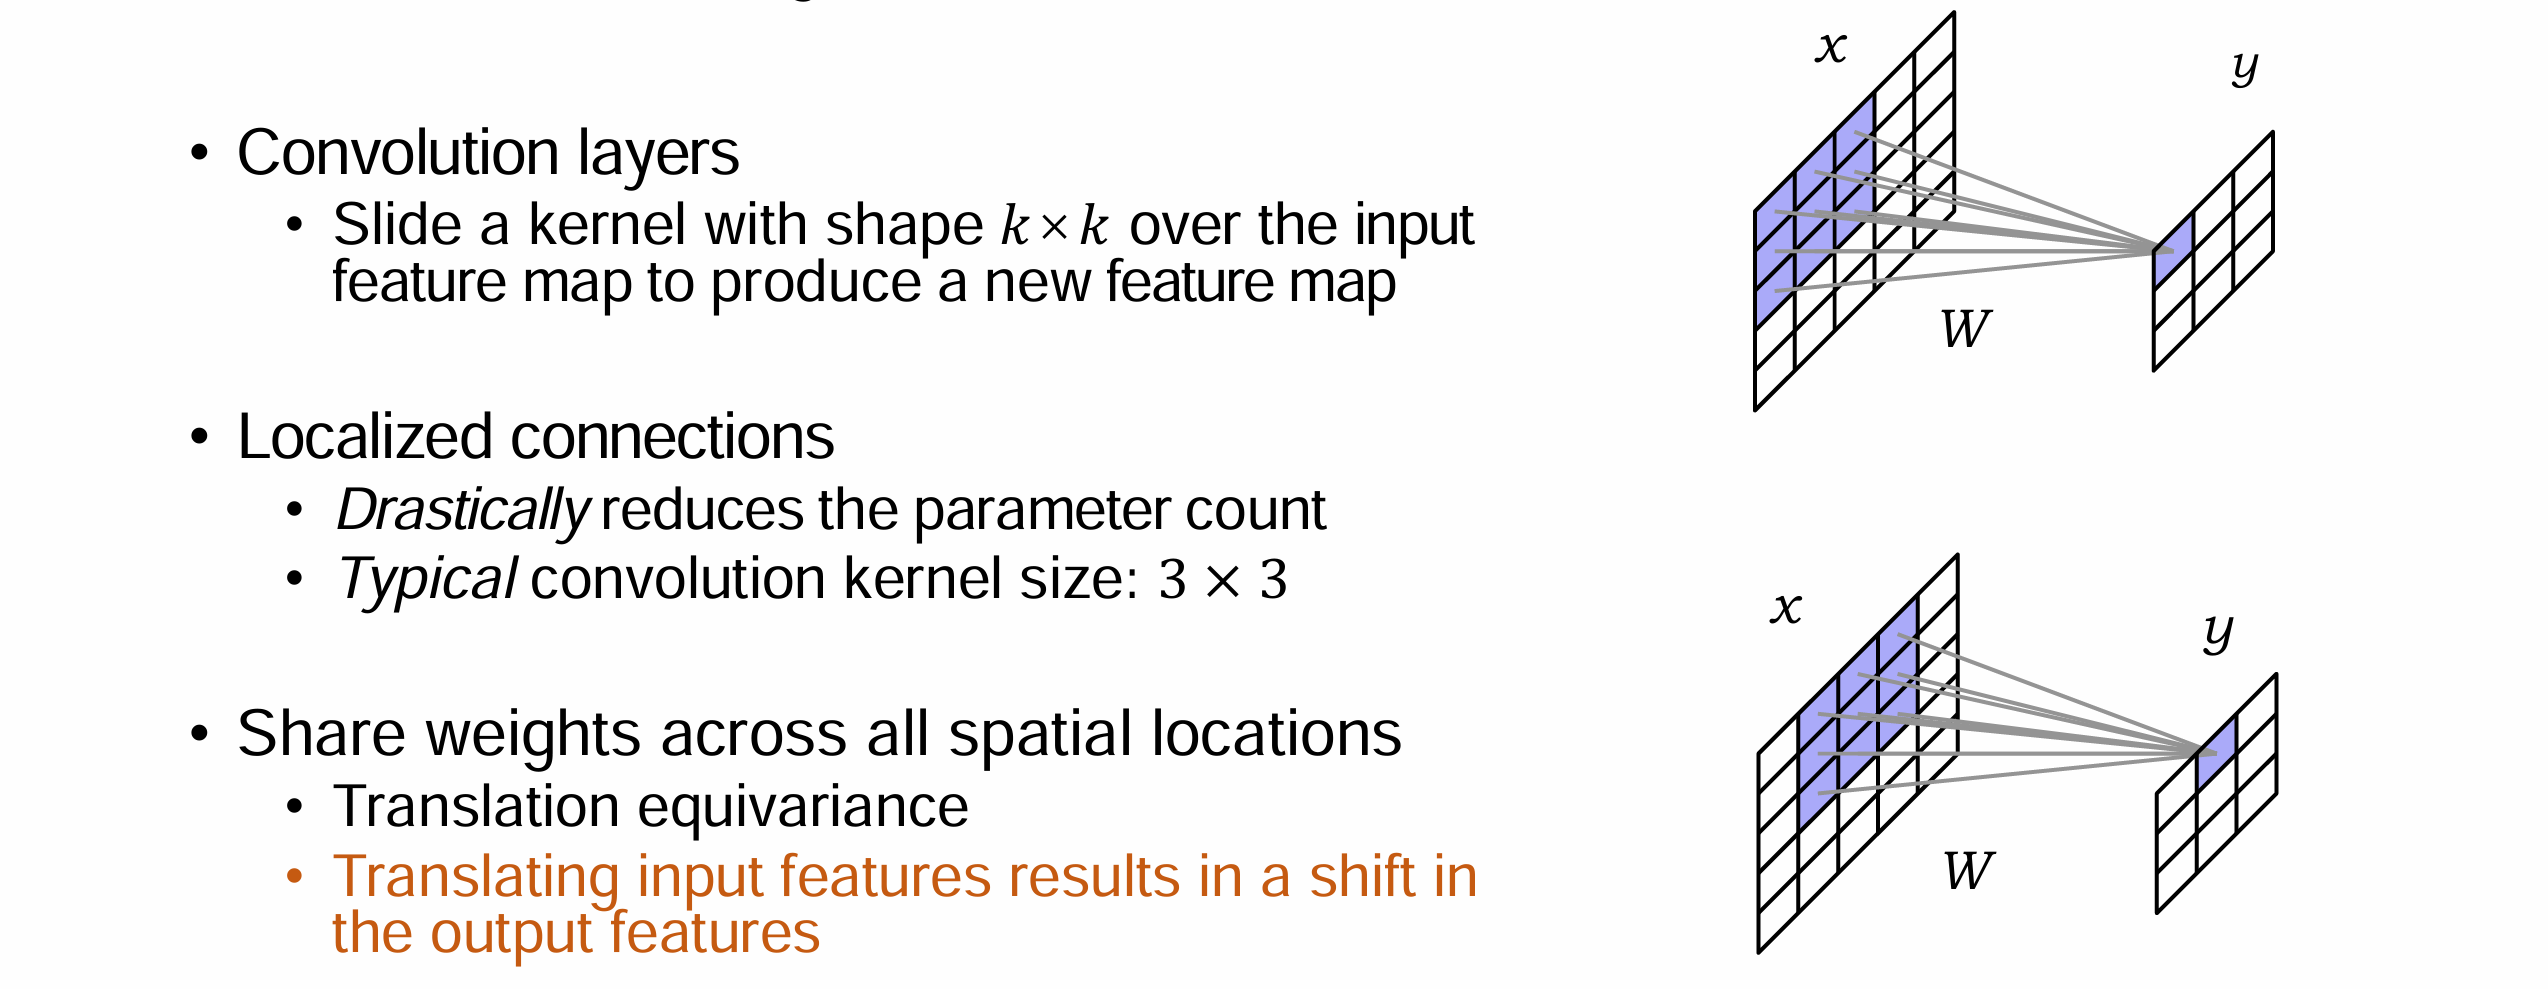 • Convolution layers
• Slide a kernel with shape k × k over the input
feature map to produce a new feature map
• Localized connections
• Drastically reduces the parameter count
• Typical convolution kernel size: 3 × 3
• Share weights across all spatial locations
• Translation equivariance
• Translating input features results in a shift in
the output features
x
y
W
x
y
W